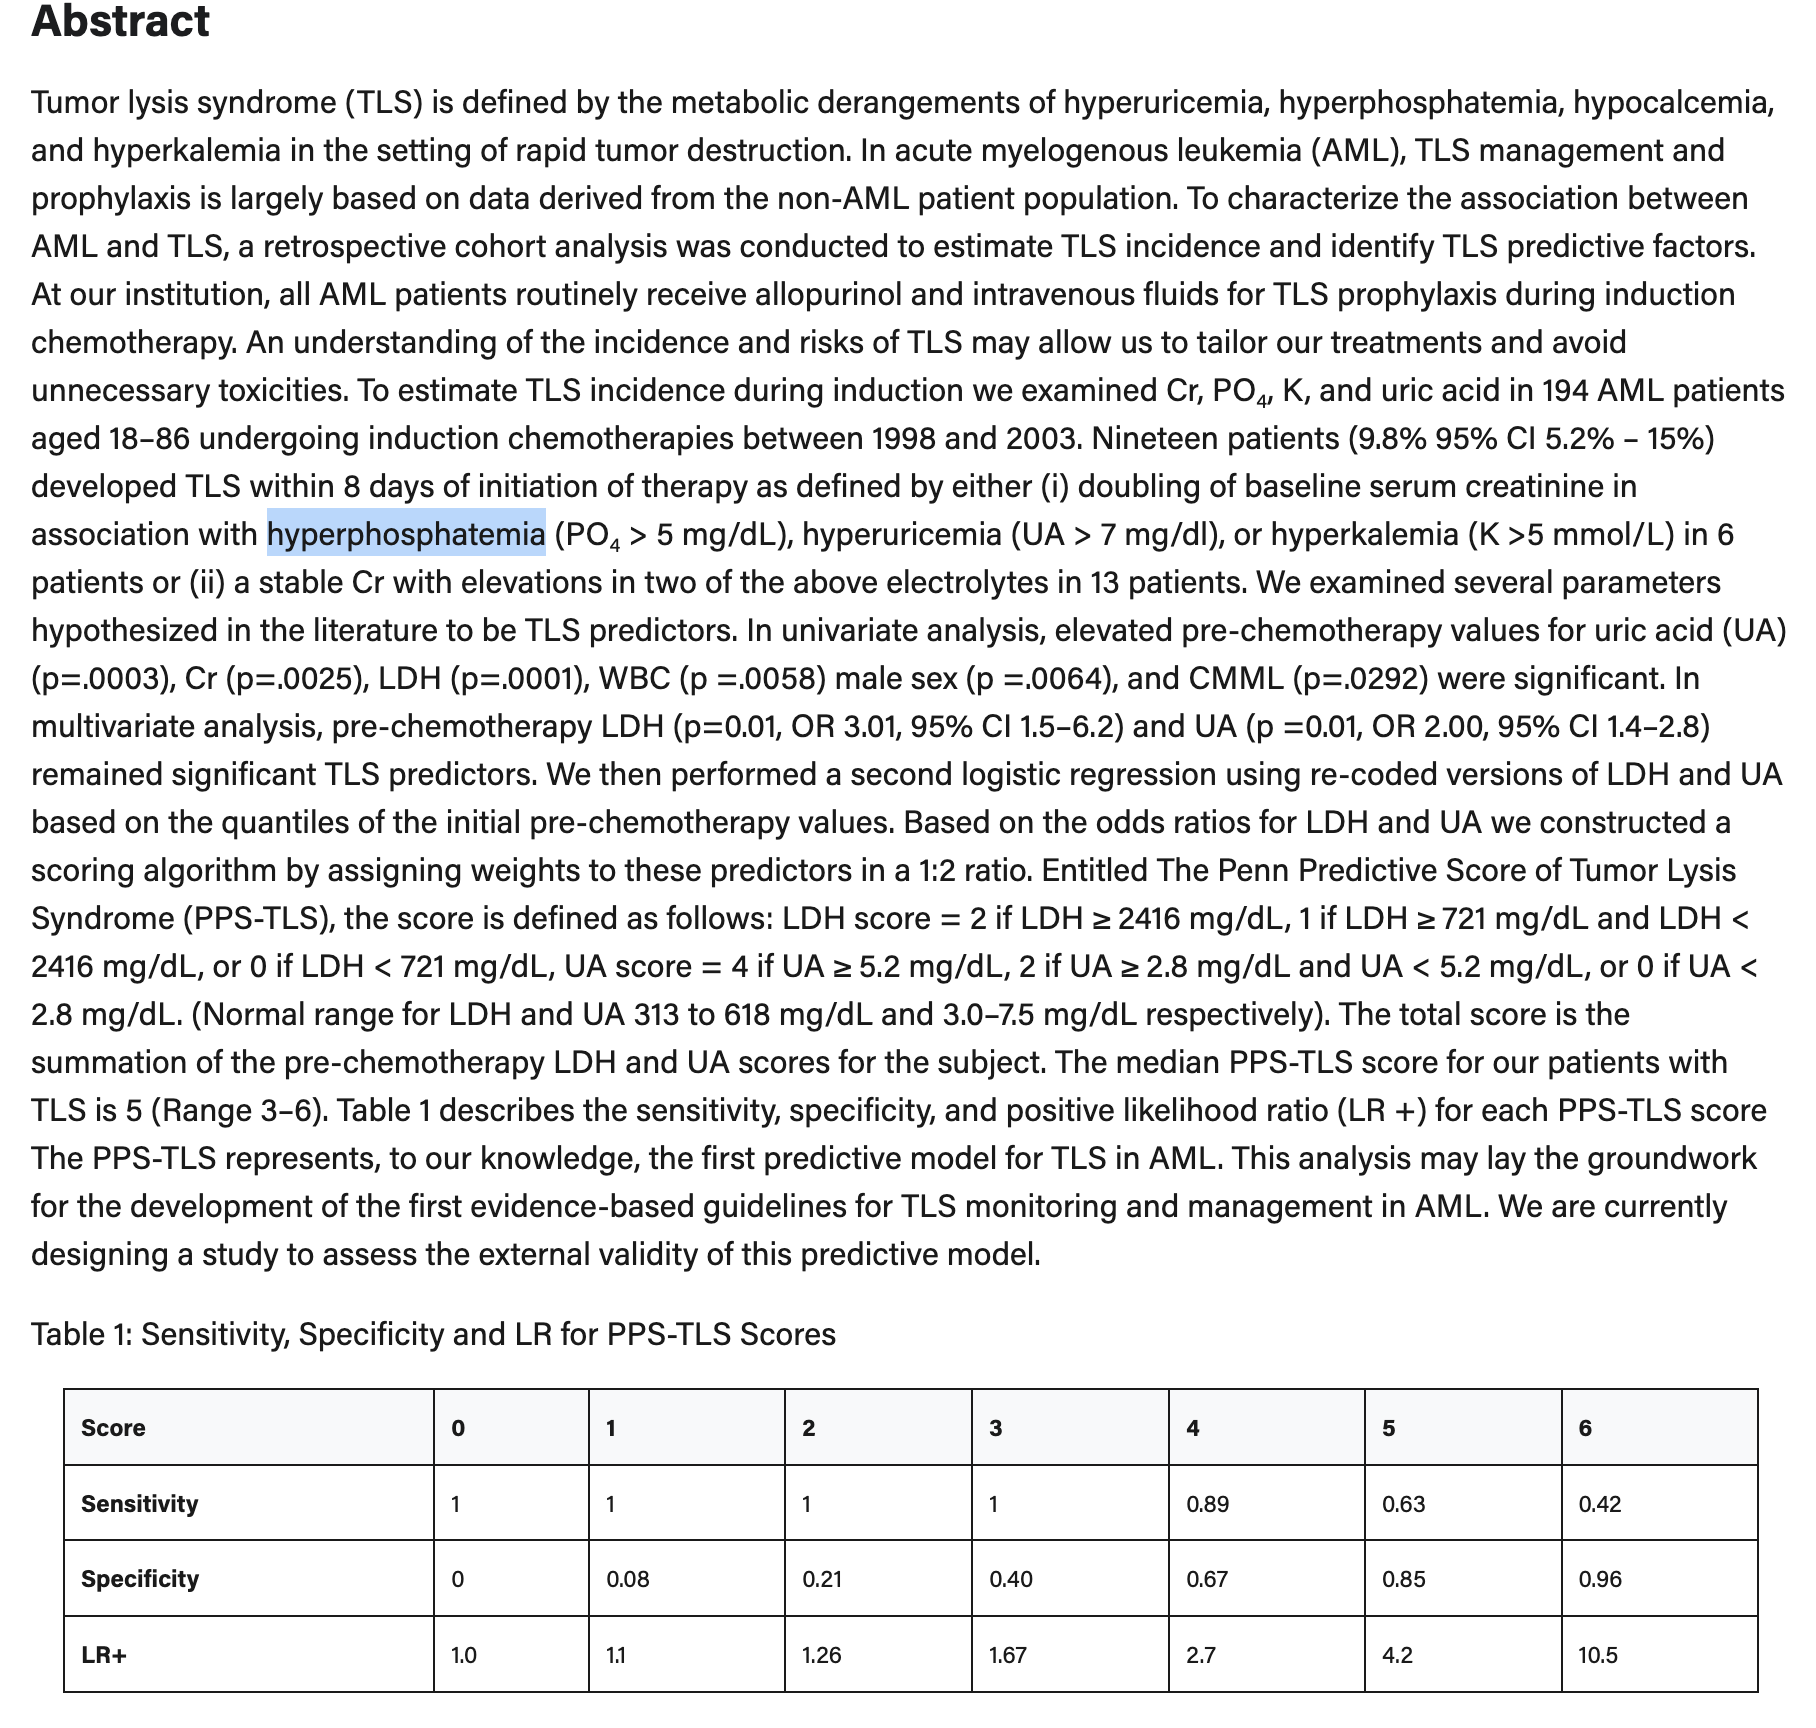 Abstract
Tumor lysis syndrome (TLS) is defined by the metabolic derangements of hyperuricemia, hyperphosphatemia, hypocalcemia,
and hyperkalemia in the setting of rapid tumor destruction. In acute myelogenous leukemia (AML), TLS management and
prophylaxis is largely based on data derived from the non-AML patient population. To characterize the association between
AML and TLS, a retrospective cohort analysis was conducted to estimate TLS incidence and identify TLS predictive factors.
At our institution, all AML patients routinely receive allopurinol and intravenous fluids for TLS prophylaxis during induction
chemotherapy. An understanding of the incidence and risks of TLS may allow us to tailor our treatments and avoid
unnecessary toxicities. To estimate TLS incidence during induction we examined Cr, PO₄, K, and uric acid in 194 AML patients
aged 18–86 undergoing induction chemotherapies between 1998 and 2003. Nineteen patients (9.8% 95% CI 5.2% – 15%)
developed TLS within 8 days of initiation of therapy as defined by either (i) doubling of baseline serum creatinine in
association with hyperphosphatemia (PO₄ > 5 mg/dL), hyperuricemia (UA > 7 mg/dl), or hyperkalemia (K >5 mmol/L) in 6
patients or (ii) a stable Cr with elevations in two of the above electrolytes in 13 patients. We examined several parameters
hypothesized in the literature to be TLS predictors. In univariate analysis, elevated pre-chemotherapy values for uric acid (UA)
(p=.0003), Cr (p=.0025), LDH (p=.0001), WBC (p =.0058) male sex (p =.0064), and CMML (p=.0292) were significant. In
multivariate analysis, pre-chemotherapy LDH (p=0.01, OR 3.01, 95% CI 1.5–6.2) and UA (p =0.01, OR 2.00, 95% CI 1.4–2.8)
remained significant TLS predictors. We then performed a second logistic regression using re-coded versions of LDH and UA
based on the quantiles of the initial pre-chemotherapy values. Based on the odds ratios for LDH and UA we constructed a
scoring algorithm by assigning weights to these predictors in a 1:2 ratio. Entitled The Penn Predictive Score of Tumor Lysis
Syndrome (PPS-TLS), the score is defined as follows: LDH score = 2 if LDH ≥ 2416 mg/dL, 1 if LDH ≥ 721 mg/dL and LDH <
2416 mg/dL, or 0 if LDH < 721 mg/dL, UA score = 4 if UA ≥ 5.2 mg/dL, 2 if UA ≥ 2.8 mg/dL and UA < 5.2 mg/dL, or 0 if UA <
2.8 mg/dL. (Normal range for LDH and UA 313 to 618 mg/dL and 3.0–7.5 mg/dL respectively). The total score is the
summation of the pre-chemotherapy LDH and UA scores for the subject. The median PPS-TLS score for our patients with
TLS is 5 (Range 3–6). Table 1 describes the sensitivity, specificity, and positive likelihood ratio (LR +) for each PPS-TLS score
The PPS-TLS represents, to our knowledge, the first predictive model for TLS in AML. This analysis may lay the groundwork
for the development of the first evidence-based guidelines for TLS monitoring and management in AML. We are currently
designing a study to assess the external validity of this predictive model.
Table 1: Sensitivity, Specificity and LR for PPS-TLS Scores
Score 0 1 2 3 4 5 6
Sensitivity 1 1 1 1 0.89 0.63 0.42
Specificity 0 0.08 0.21 0.40 0.67 0.85 0.96
LR+ 1.0 1.1 1.26 1.67 2.7 4.2 10.5